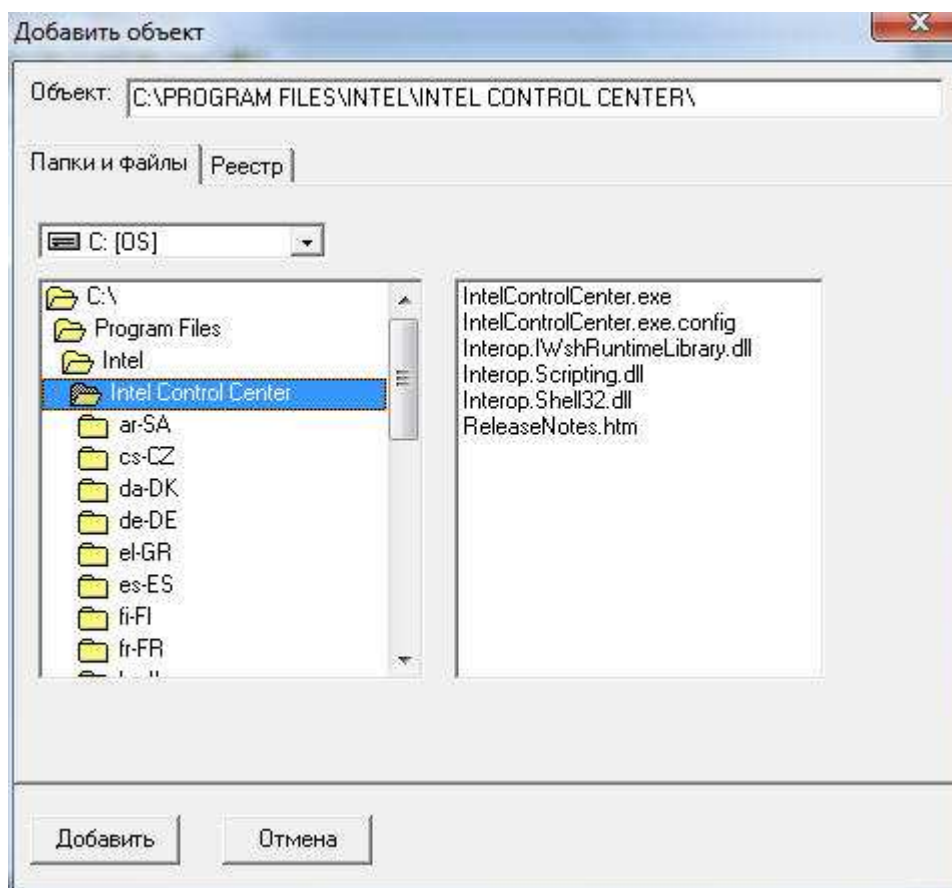 Добавить объект
Объект: C:\PROGRAM FILES\INTEL\INTEL CONTROL CENTER\
Папки и файлы Реестр
C: [OS]
C:\
Program Files
Intel
Intel Control Center
ar-SA
cs-CZ
da-DK
de-DE
el-GR
es-ES
fi-FI
fr-FR
IntelControlCenter.exe
IntelControlCenter.exe.config
Interop.IWshRuntimeLibrary.dll
Interop.Scripting.dll
Interop.Shell32.dll
ReleaseNotes.htm
Добавить Отмена